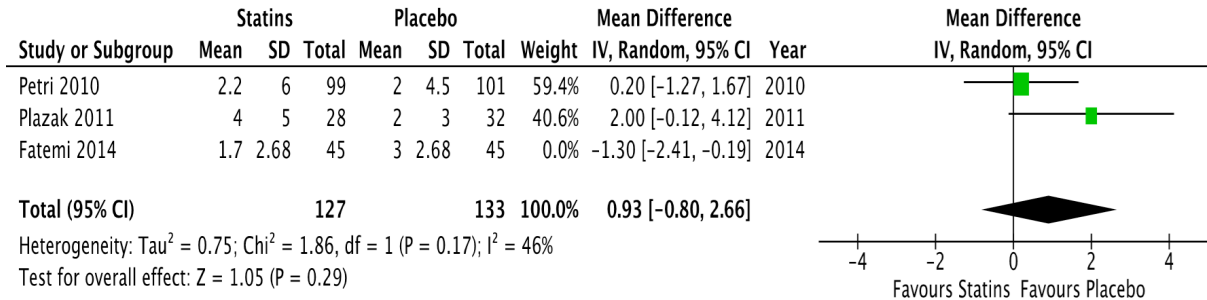 Statins Placebo Mean Difference Mean Difference
Study or Subgroup Mean SD Total Mean SD Total Weight IV, Random, 95% CI Year IV, Random, 95% CI
Petri 2010 2.2 6 99 2 4.5 101 59.4% 0.20 [−1.27, 1.67] 2010
Plazak 2011 4 5 28 2 3 32 40.6% 2.00 [−0.12, 4.12] 2011
Fatemi 2014 1.7 2.68 45 3 2.68 45 0.0% −1.30 [−2.41, −0.19] 2014
Total (95% CI) 127 133 100.0% 0.93 [−0.80, 2.66]
Heterogeneity: Tau² = 0.75; Chi² = 1.86, df = 1 (P = 0.17); I² = 46%
Test for overall effect: Z = 1.05 (P = 0.29)
−4 −2 0 2 4
Favours Statins Favours Placebo